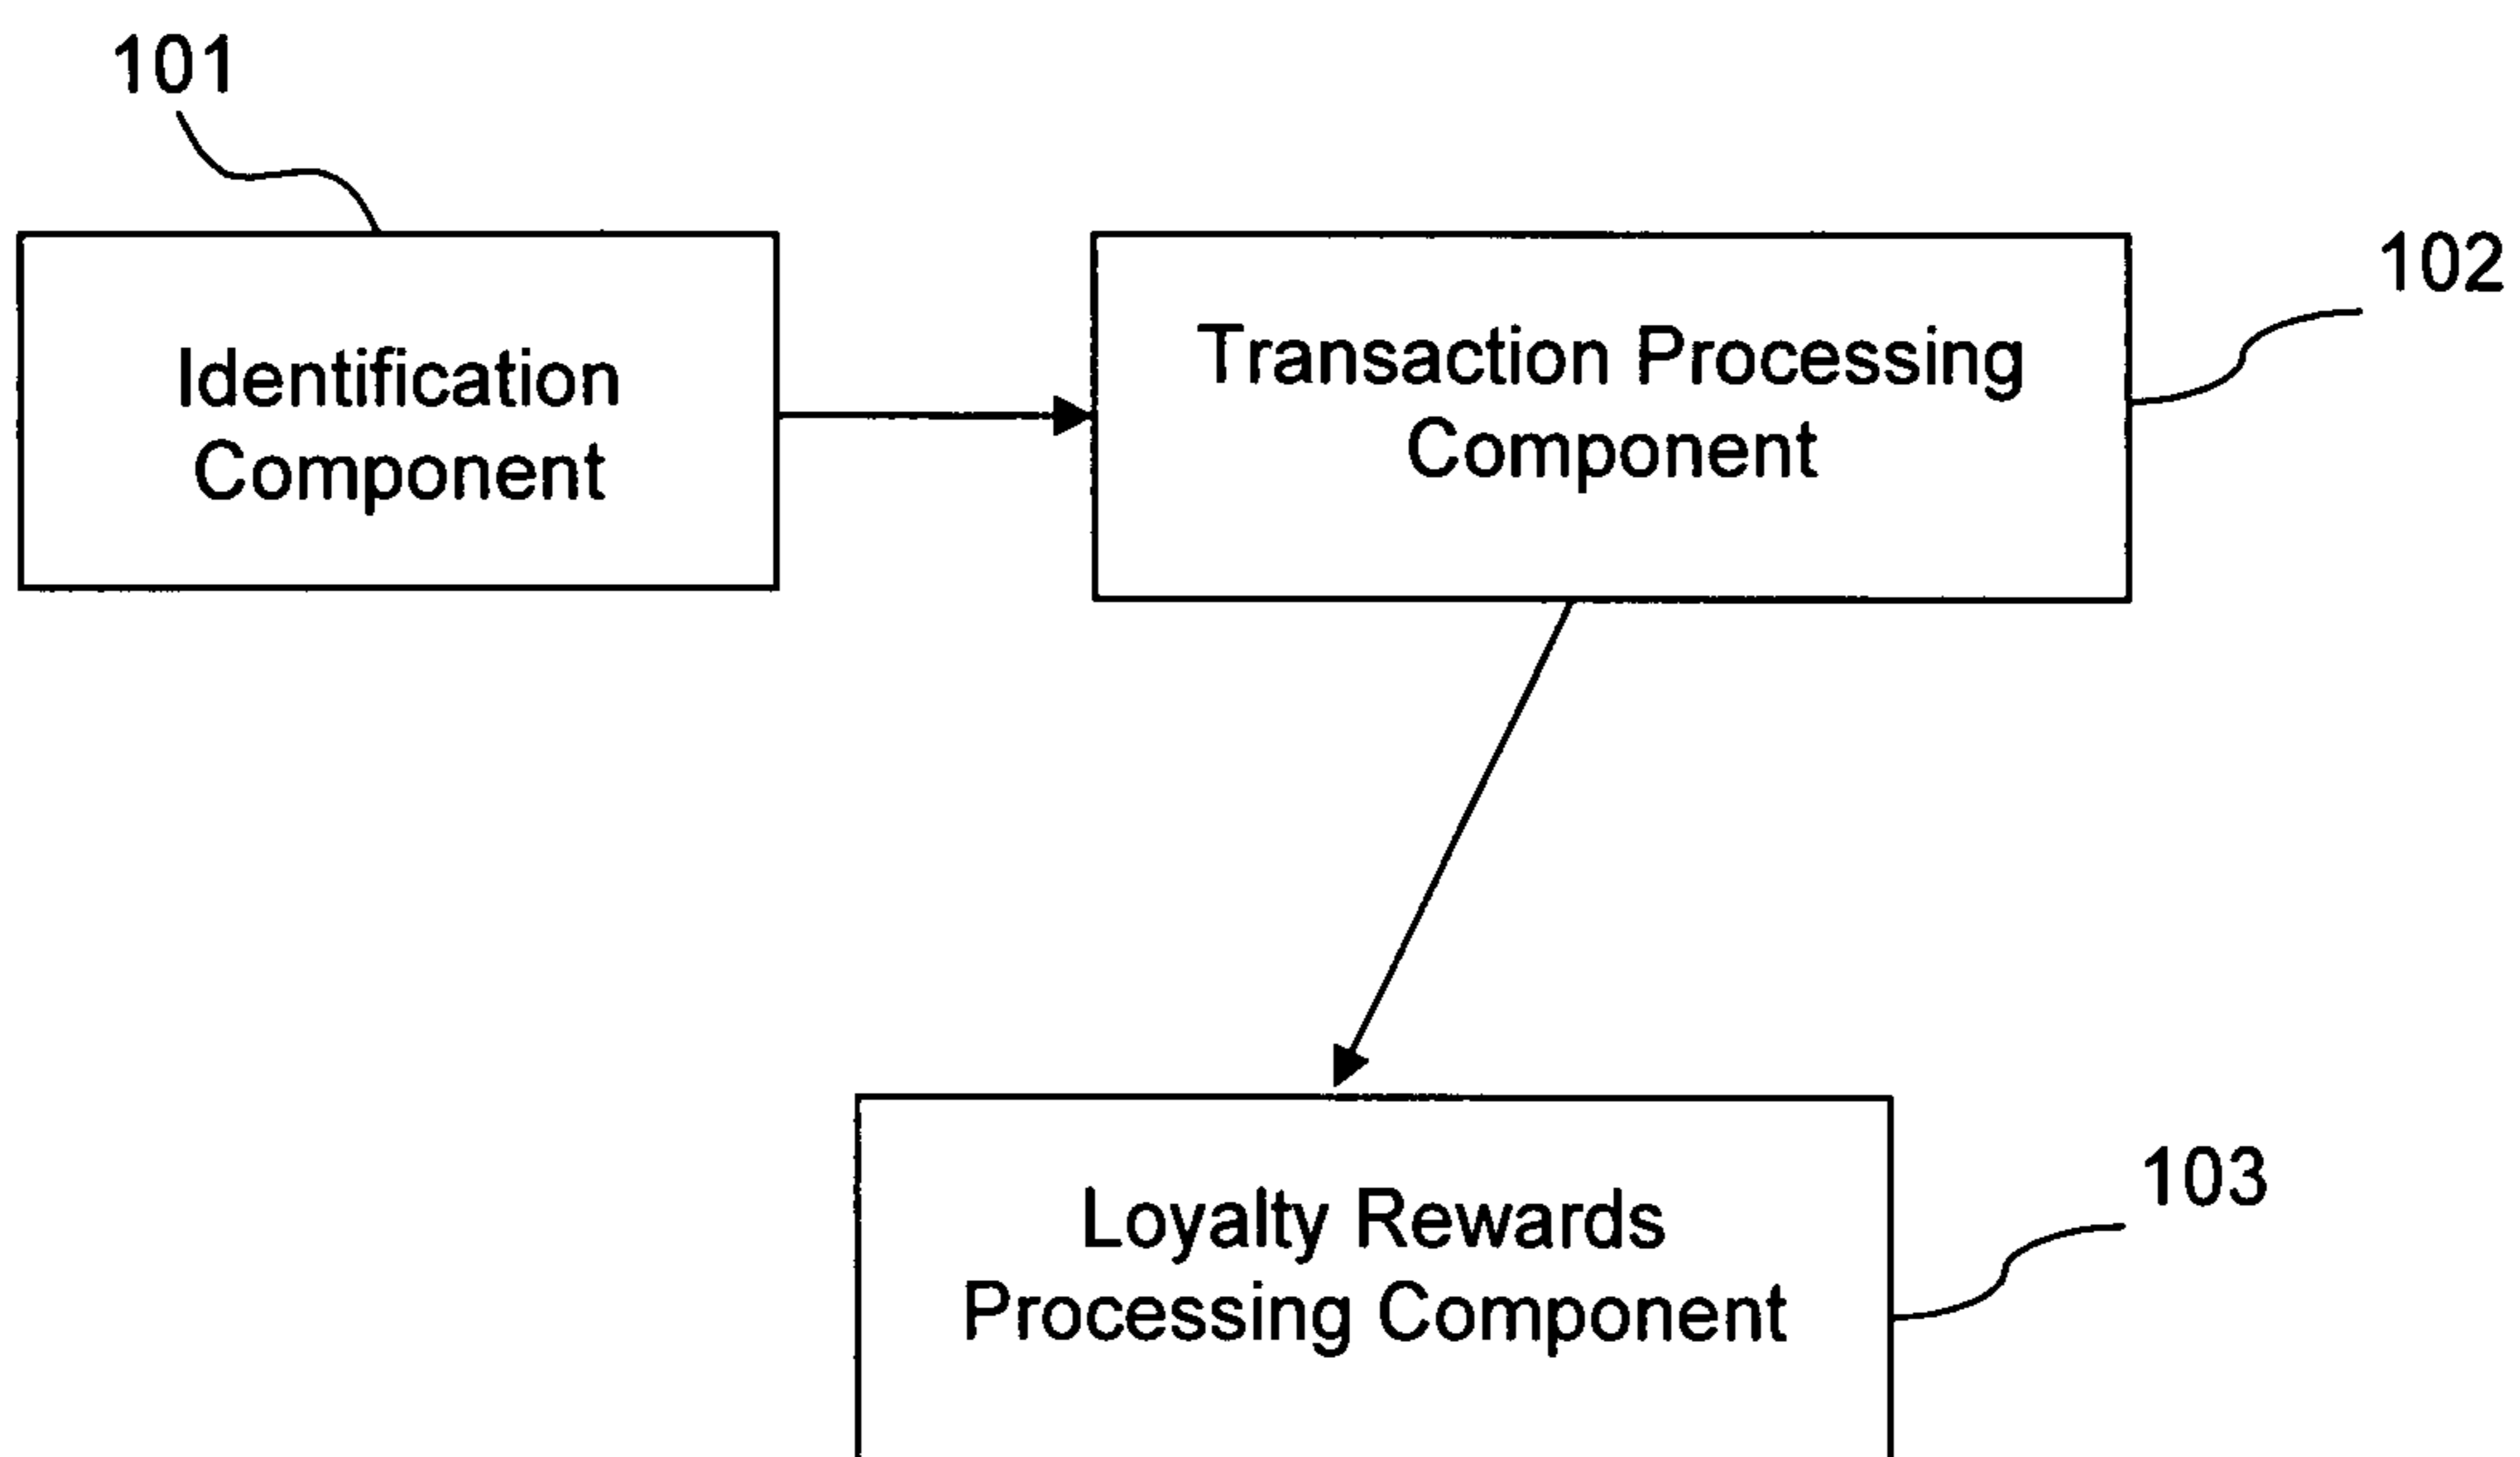 101
Identification
Component
Transaction Processing
Component
102
Loyalty Rewards
Processing Component
103